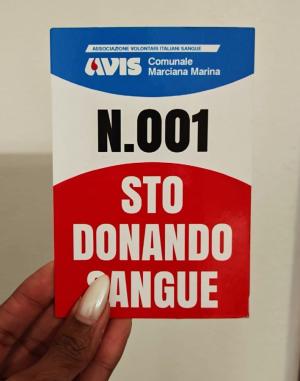 ASSOCIAZIONE VOLONTARI ITALIANI SANGUE
AVIS Comunale
Marciana Marina
N.001
STO
DONANDO
SANGUE